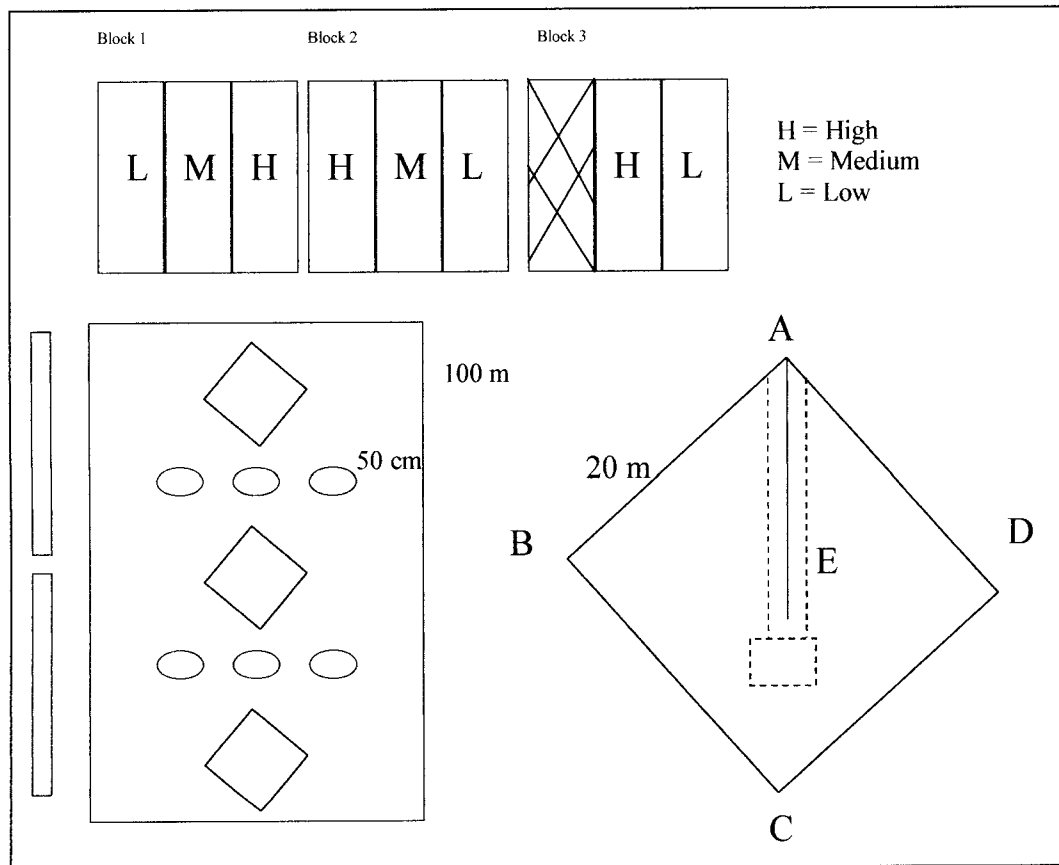 Block 1 Block 2 Block 3
L M H H M L H L
H = High
M = Medium
L = Low
100 m
50 cm
A
20 m
B
D
E
C